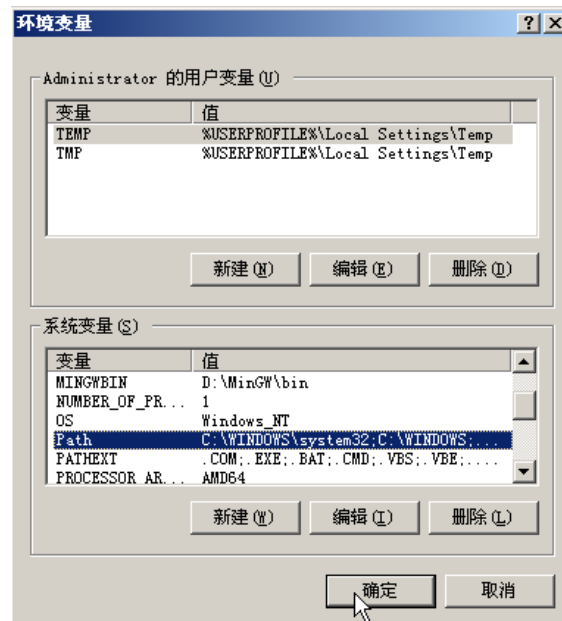 环境变量
Administrator 的用户变量(U)
变量 值
TEMP %USERPROFILE%\Local Settings\Temp
TMP %USERPROFILE%\Local Settings\Temp
新建(N) 编辑(E) 删除(D)
系统变量(S)
变量 值
MINGWBIN D:\MinGW\bin
NUMBER_OF_PR... 1
OS Windows_NT
Path C:\WINDOWS\system32;C:\WINDOWS;...
PATHEXT .COM;.EXE;.BAT;.CMD;.VBS;.VBE;....
PROCESSOR_AR... AMD64
新建(W) 编辑(I) 删除(L)
确定 取消